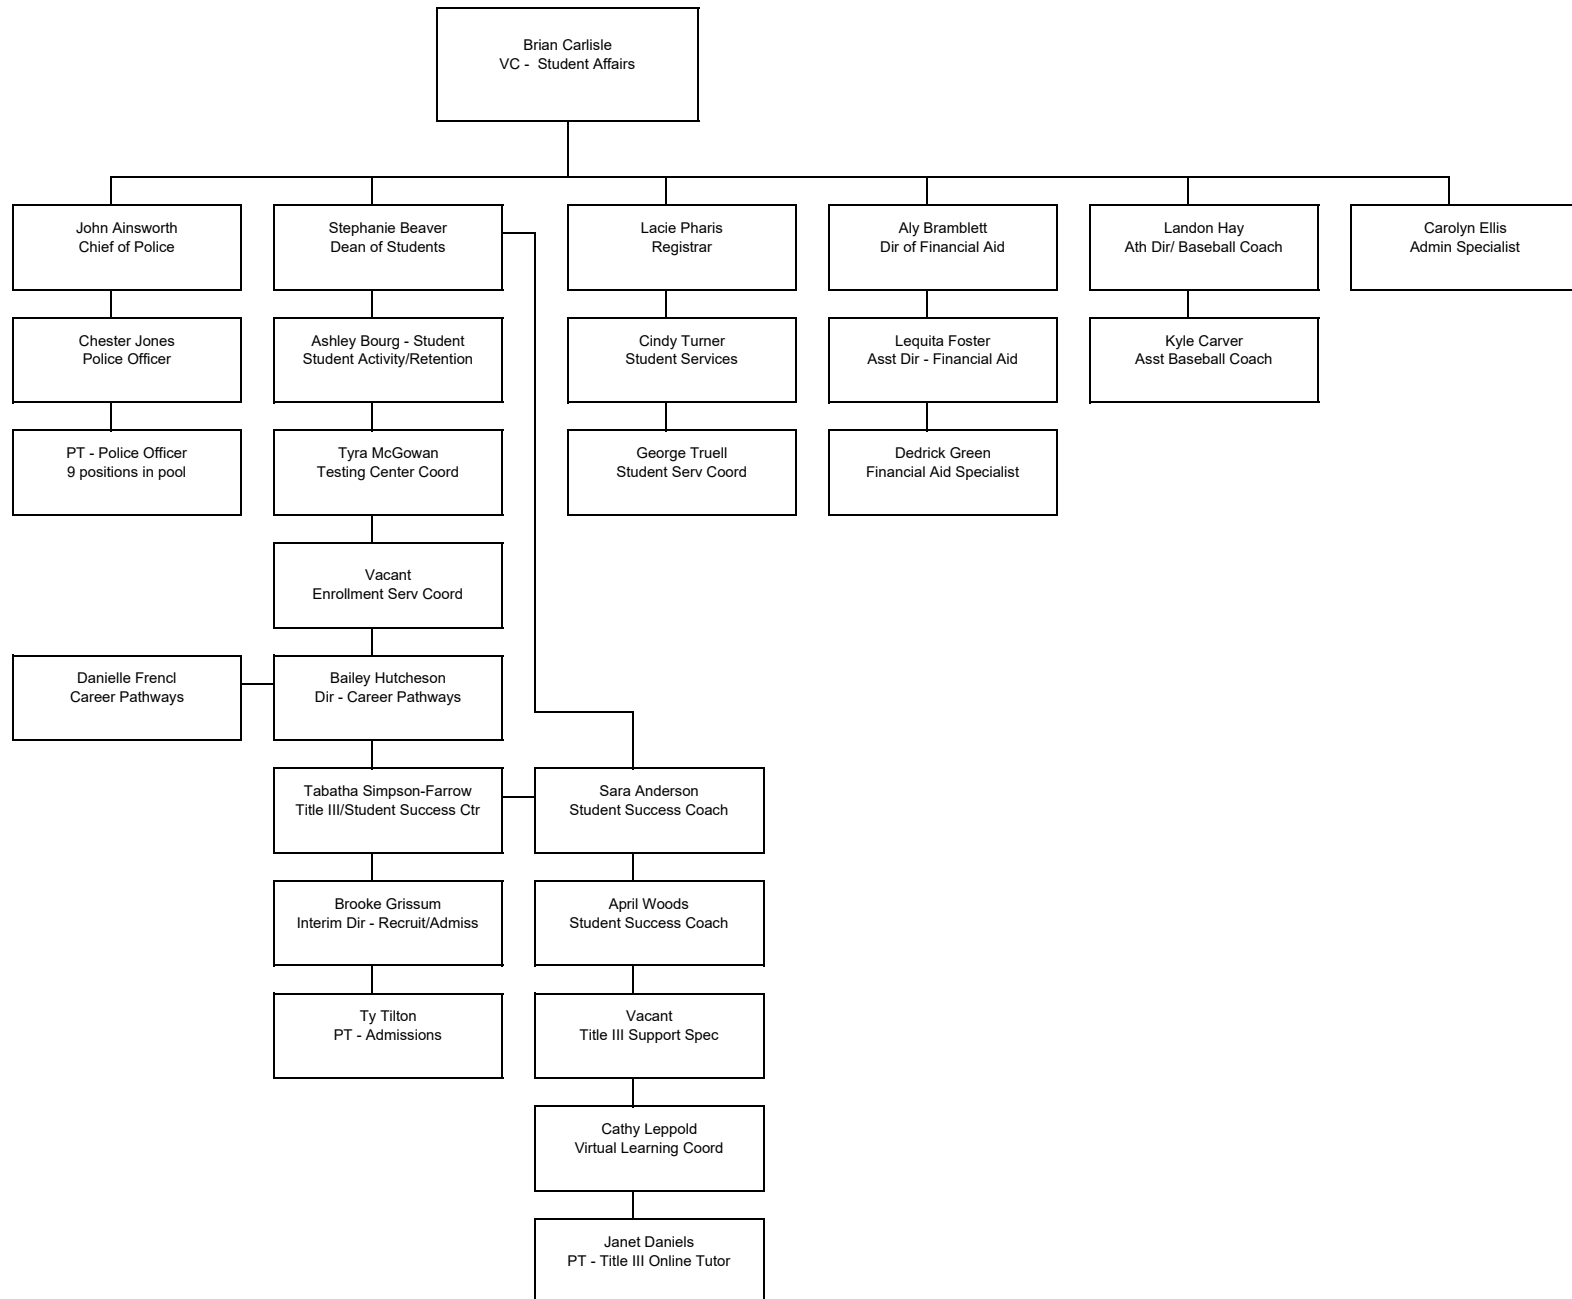 Brian Carlisle
VC - Student Affairs
John Ainsworth
Chief of Police
Stephanie Beaver
Dean of Students
Lacie Pharis
Registrar
Aly Bramblett
Dir of Financial Aid
Landon Hay
Ath Dir/ Baseball Coach
Carolyn Ellis
Admin Specialist
Chester Jones
Police Officer
Ashley Bourg - Student
Student Activity/Retention
Cindy Turner
Student Services
Lequita Foster
Asst Dir - Financial Aid
Kyle Carver
Asst Baseball Coach
PT - Police Officer
9 positions in pool
Tyra McGowan
Testing Center Coord
George Truell
Student Serv Coord
Dedrick Green
Financial Aid Specialist
Vacant
Enrollment Serv Coord
Danielle Frencl
Career Pathways
Bailey Hutcheson
Dir - Career Pathways
Tabatha Simpson-Farrow
Title III/Student Success Ctr
Sara Anderson
Student Success Coach
Brooke Grissum
Interim Dir - Recruit/Admiss
April Woods
Student Success Coach
Ty Tilton
PT - Admissions
Vacant
Title III Support Spec
Cathy Leppold
Virtual Learning Coord
Janet Daniels
PT - Title III Online Tutor